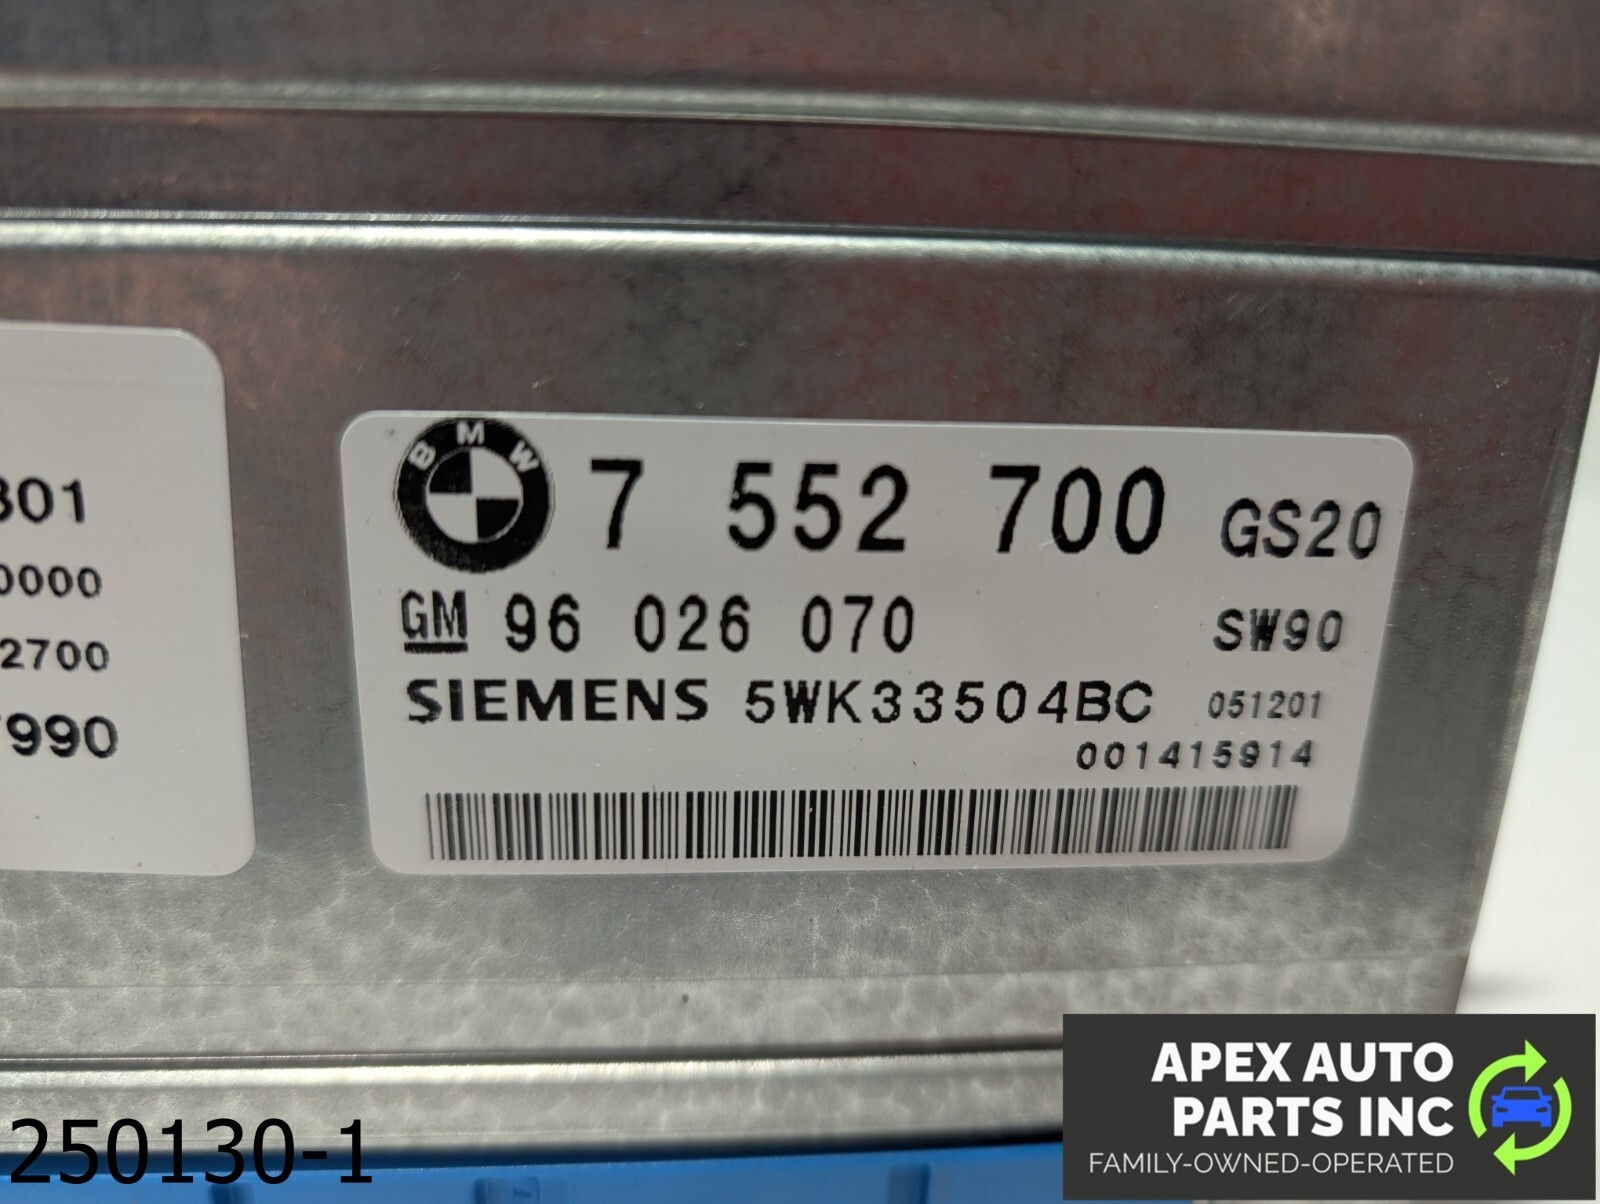 BMW 7 552 700 GS20
GM 96 026 070 SW90
SIEMENS 5WK33504BC 051201
001415914
801
0000
2700
990
250130-1
APEX AUTO
PARTS INC
FAMILY-OWNED-OPERATED